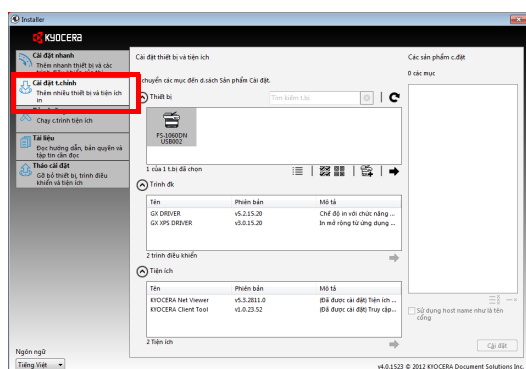 Installer
KYOCERA
Cài đặt nhanh
Thêm nhanh thiết bị và các
Cài đặt t.chỉnh
Thêm nhiều thiết bị và tiện ích
in
Chạy c.trình tiện ích
Tài liệu
Đọc hướng dẫn, bản quyền và
tập tin cần đọc
Tháo cài đặt
Gỡ bỏ thiết bị, trình điều
khiển và tiện ích
Ngôn ngữ
Tiếng Việt
Cài đặt thiết bị và tiện ích
chuyển các mục đến d.sách Sản phẩm Cài đặt.
Thiết bị
Tìm kiếm t.bị
FS-1060DN
USB002
1 của 1 t.bị đã chọn
Trình đk
Tên Phiên bản Mô tả
GX DRIVER v5.2.15.20 Chế độ in với chức năng ...
GX XPS DRIVER v3.0.15.20 In mở rộng từ ứng dụng ...
2 trình điều khiển
Tiện ích
Tên Phiên bản Mô tả
KYOCERA Net Viewer v5.3.2811.0 (Đã được cài đặt) Tiện ích ...
KYOCERA Client Tool v1.0.23.52 (Đã được cài đặt) Truy cập...
2 Tiện ích
Các sản phẩm c.đặt
0 các mục
Sử dụng host name như là tên
cổng
Cài đặt
v4.0.1523 © 2012 KYOCERA Document Solutions Inc.